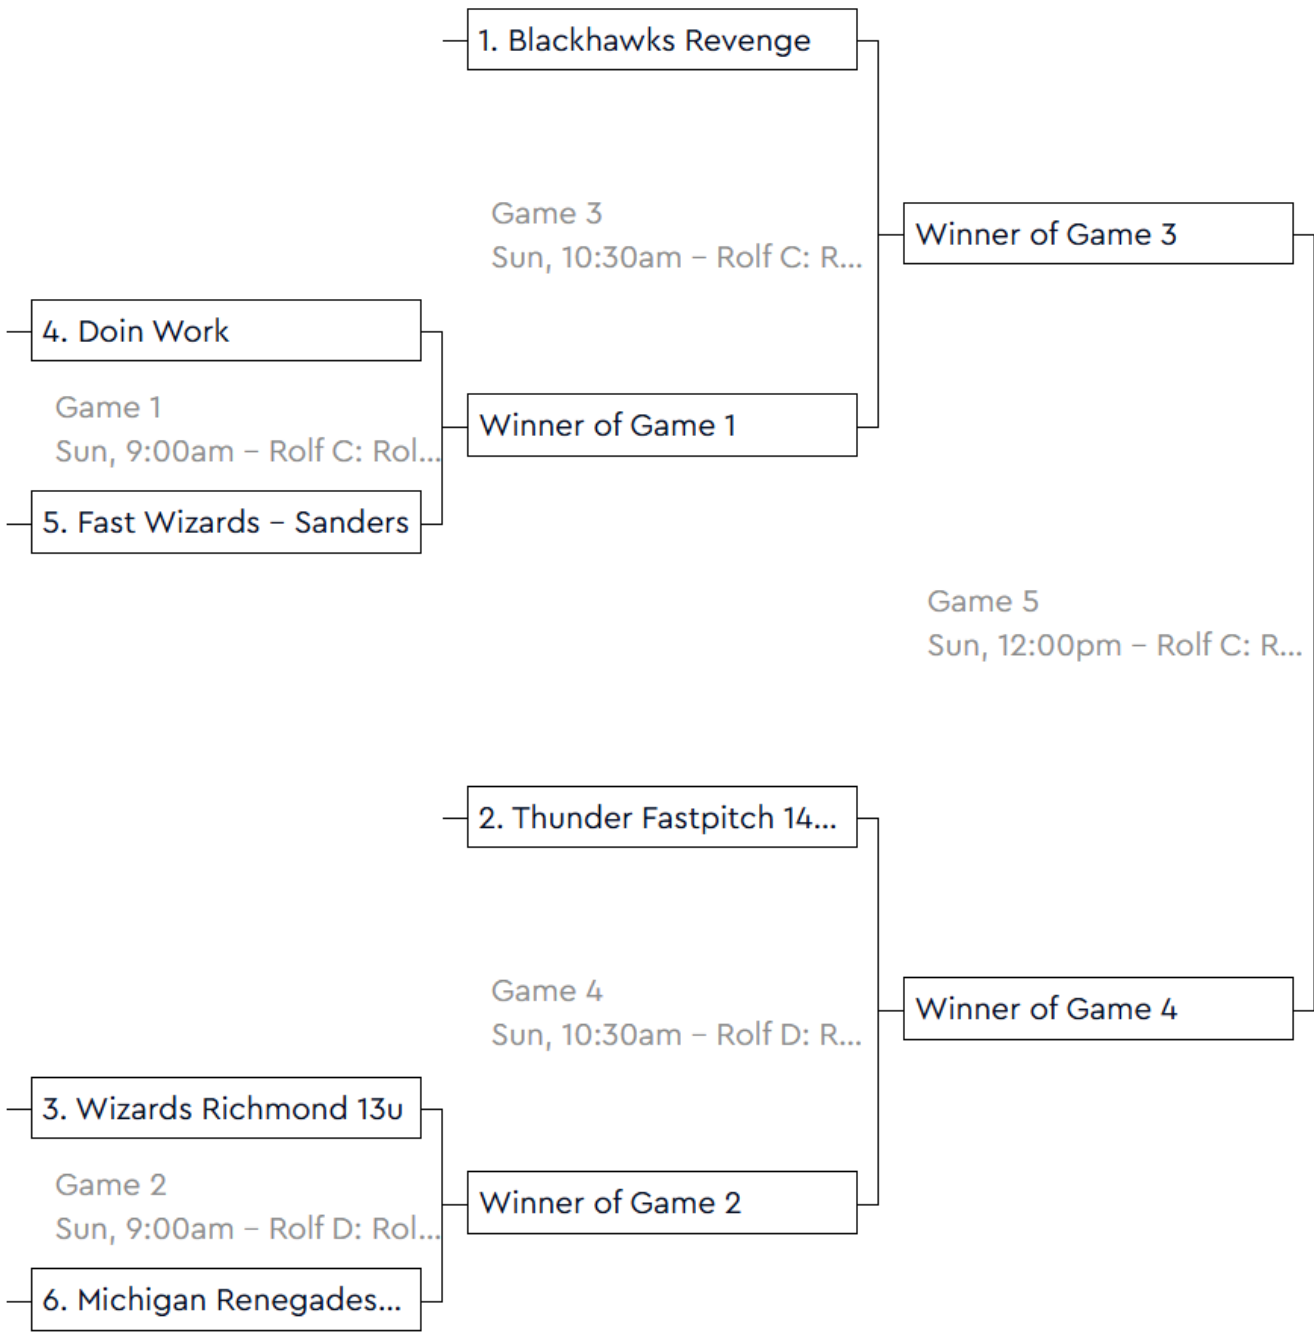 1. Blackhawks Revenge
Game 3
Sun, 10:30am – Rolf C: R...
Winner of Game 3
4. Doin Work
Game 1
Sun, 9:00am – Rolf C: Rol...
Winner of Game 1
5. Fast Wizards – Sanders
Game 5
Sun, 12:00pm – Rolf C: R...
2. Thunder Fastpitch 14...
Game 4
Sun, 10:30am – Rolf D: R...
Winner of Game 4
3. Wizards Richmond 13u
Game 2
Sun, 9:00am – Rolf D: Rol...
Winner of Game 2
6. Michigan Renegades...